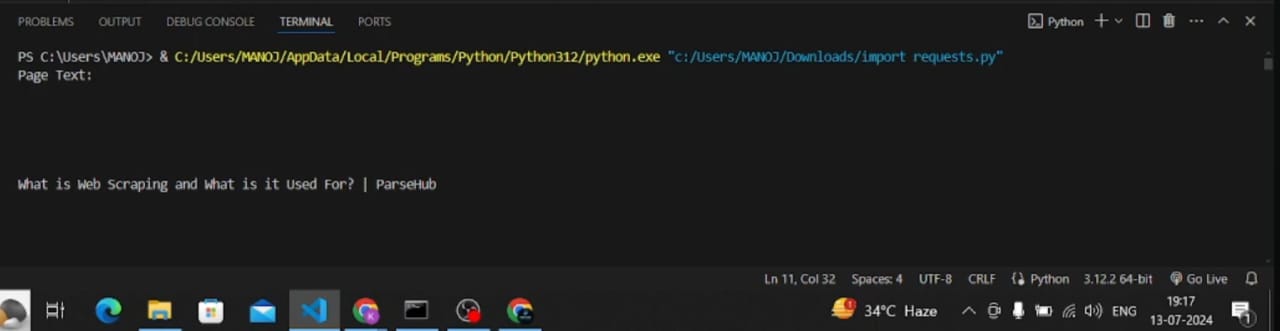 PROBLEMS OUTPUT DEBUG CONSOLE TERMINAL PORTS Python
PS C:\Users\MANOJ> & C:/Users/MANOJ/AppData/Local/Programs/Python/Python312/python.exe "c:/Users/MANOJ/Downloads/import requests.py"
Page Text:
What is Web Scraping and What is it Used For? | ParseHub
Ln 11, Col 32 Spaces: 4 UTF-8 CRLF Python 3.12.2 64-bit Go Live
34°C Haze ENG 19:17
13-07-2024